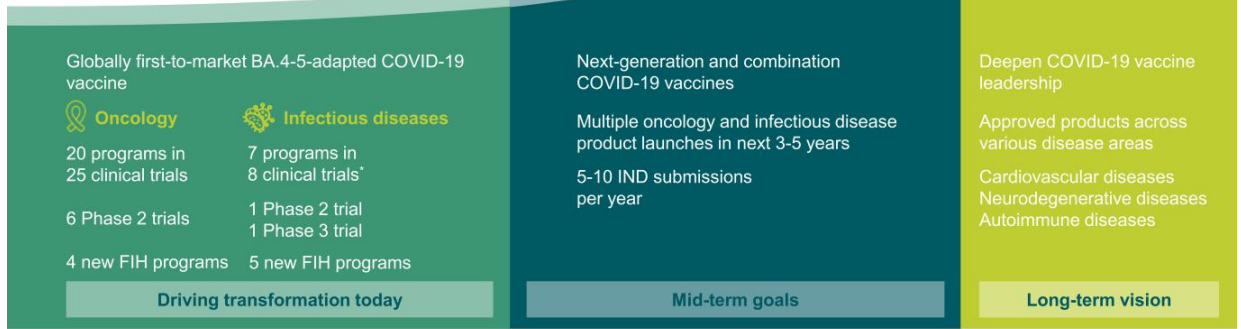 Globally first-to-market BA.4-5-adapted COVID-19
vaccine
Oncology
20 programs in
25 clinical trials
6 Phase 2 trials
4 new FIH programs
Infectious diseases
7 programs in
8 clinical trials*
1 Phase 2 trial
1 Phase 3 trial
5 new FIH programs
Driving transformation today
Next-generation and combination
COVID-19 vaccines
Multiple oncology and infectious disease
product launches in next 3-5 years
5-10 IND submissions
per year
Mid-term goals
Deepen COVID-19 vaccine
leadership
Approved products across
various disease areas
Cardiovascular diseases
Neurodegenerative diseases
Autoimmune diseases
Long-term vision